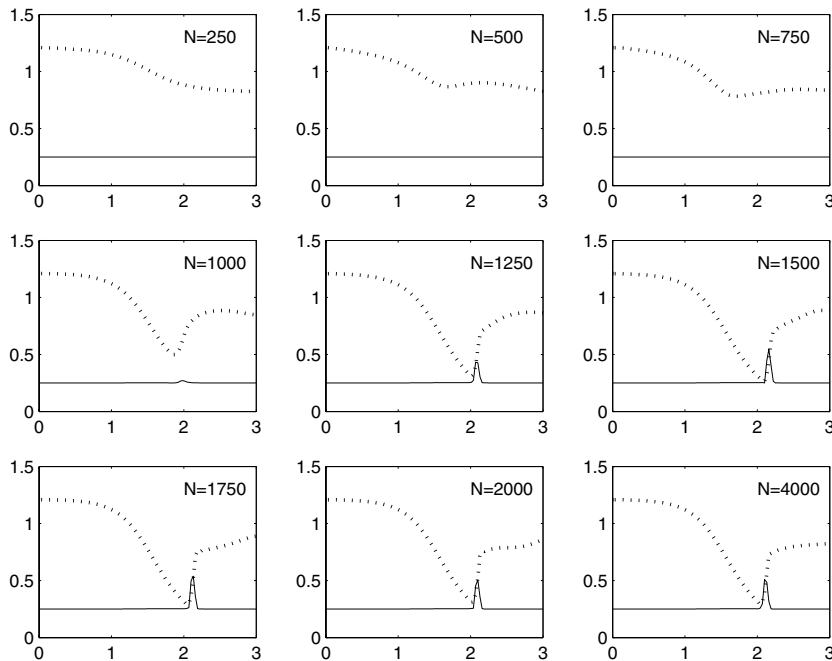 1.5 1 0.5 0 N=250 0 1 2 3
1.5 1 0.5 0 N=500 0 1 2 3
1.5 1 0.5 0 N=750 0 1 2 3
1.5 1 0.5 0 N=1000 0 1 2 3
1.5 1 0.5 0 N=1250 0 1 2 3
1.5 1 0.5 0 N=1500 0 1 2 3
1.5 1 0.5 0 N=1750 0 1 2 3
1.5 1 0.5 0 N=2000 0 1 2 3
1.5 1 0.5 0 N=4000 0 1 2 3